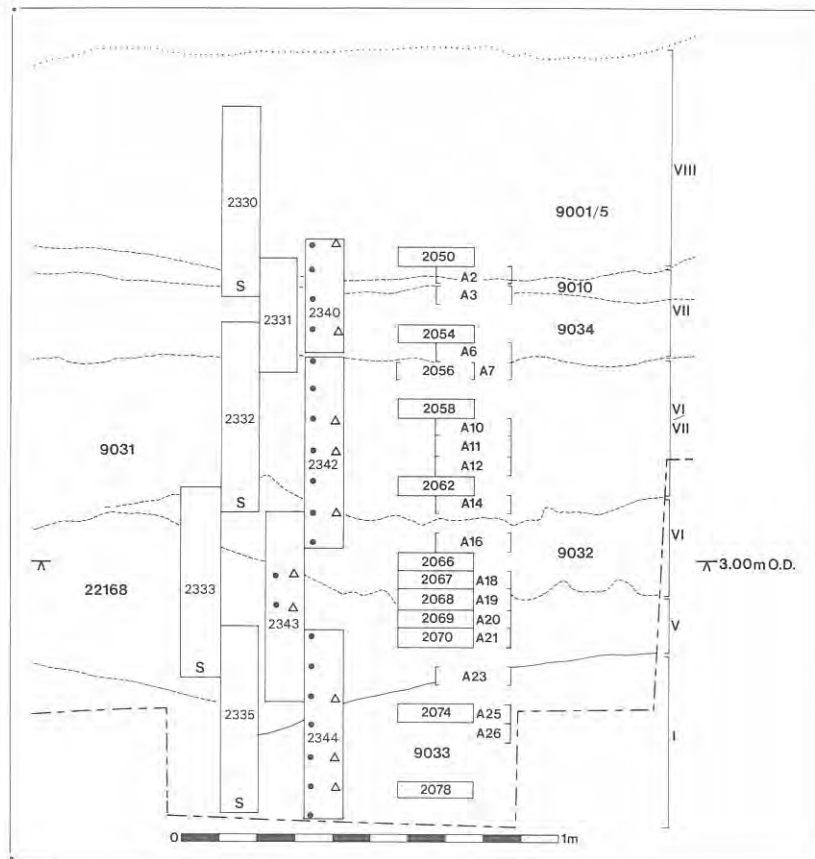 VIII
2330
9001/5
2050
A2
S
9010
A3
2331
2340
VII
2054
9034
A6
2056
A7
2058
VI
2332
A10
VII
9031
A11
2342
A12
2062
S
A14
VI
A16
9032
2066
3.00m O.D.
2067
A18
22168
2333
2068
A19
2343
2069
A20
V
2070
A21
S
A23
2335
2074
A25
2344
A26
I
9033
2078
S
0
1m